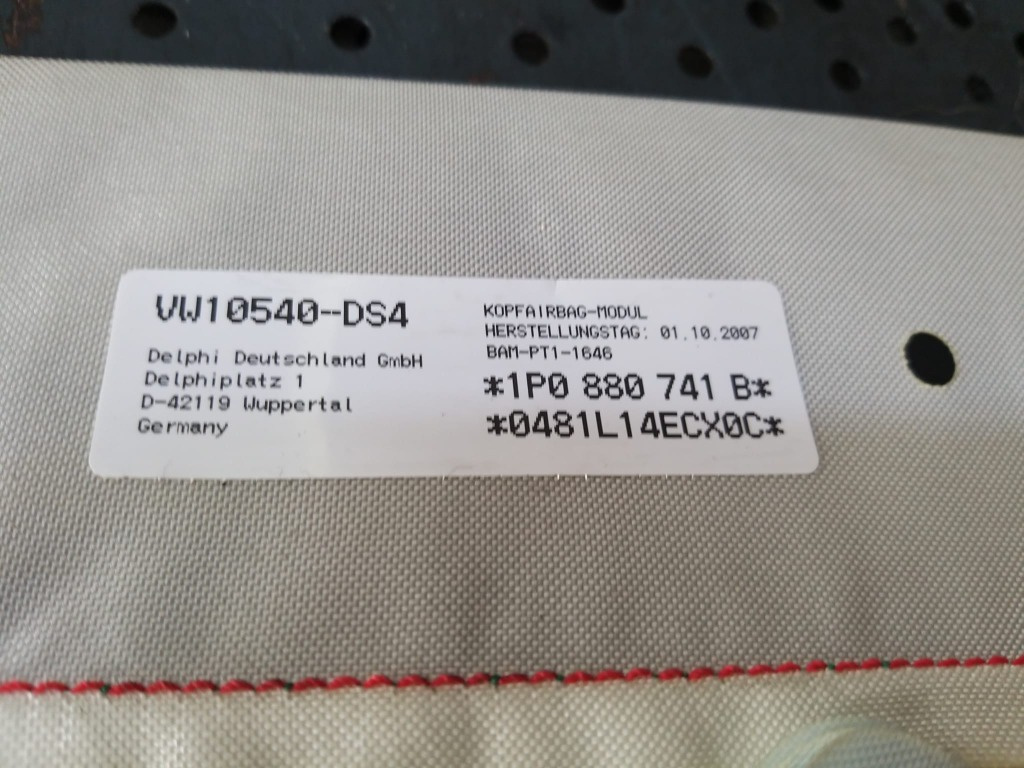 VW10540-DS4
Delphi Deutschland GmbH
Delphiplatz 1
D-42119 Wuppertal
Germany
KOPFAIRBAG-MODUL
HERSTELLUNGSTAG: 01.10.2007
BAM-PT1-1646
*1P0 880 741 B*
*0481L14ECX0C*